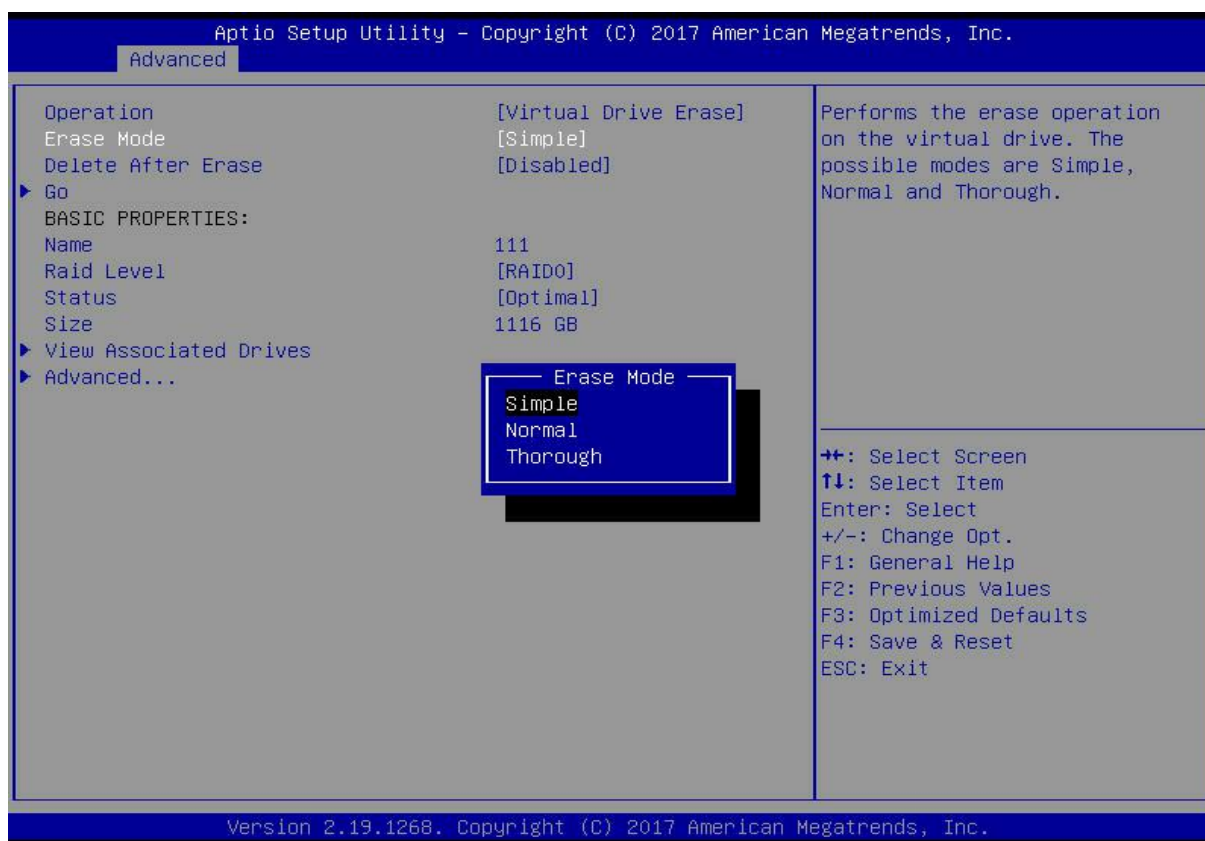 Aptio Setup Utility – Copyright (C) 2017 American Megatrends, Inc.
Advanced
Operation [Virtual Drive Erase]
Erase Mode [Simple]
Delete After Erase [Disabled]
▶ Go
BASIC PROPERTIES:
Name 111
Raid Level [RAID0]
Status [Optimal]
Size 1116 GB
▶ View Associated Drives
▶ Advanced...
Erase Mode
Simple
Normal
Thorough
Performs the erase operation
on the virtual drive. The
possible modes are Simple,
Normal and Thorough.
→←: Select Screen
↑↓: Select Item
Enter: Select
+/-: Change Opt.
F1: General Help
F2: Previous Values
F3: Optimized Defaults
F4: Save & Reset
ESC: Exit
Version 2.19.1268. Copyright (C) 2017 American Megatrends, Inc.